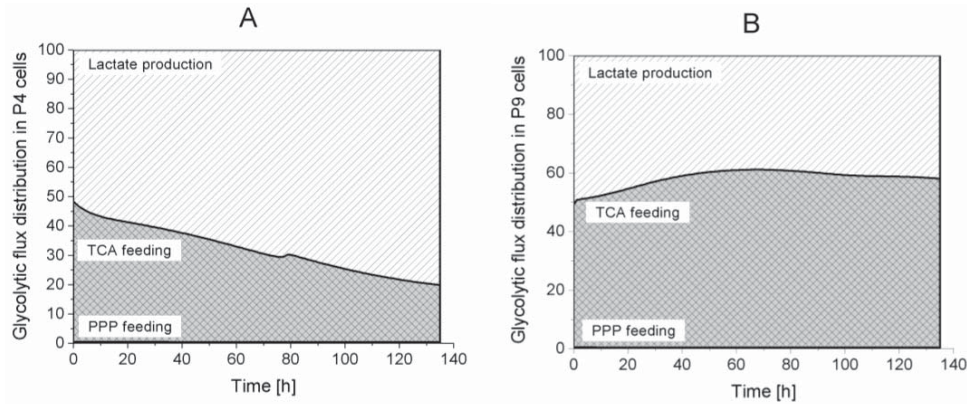 A
Glycolytic flux distribution in P4 cells
100
90
80
70
60
50
40
30
20
10
0
Lactate production
TCA feeding
PPP feeding
0 20 40 60 80 100 120 140
Time [h]
B
Glycolytic flux distribution in P9 cells
100
80
60
40
20
0
Lactate production
TCA feeding
PPP feeding
0 20 40 60 80 100 120 140
Time [h]